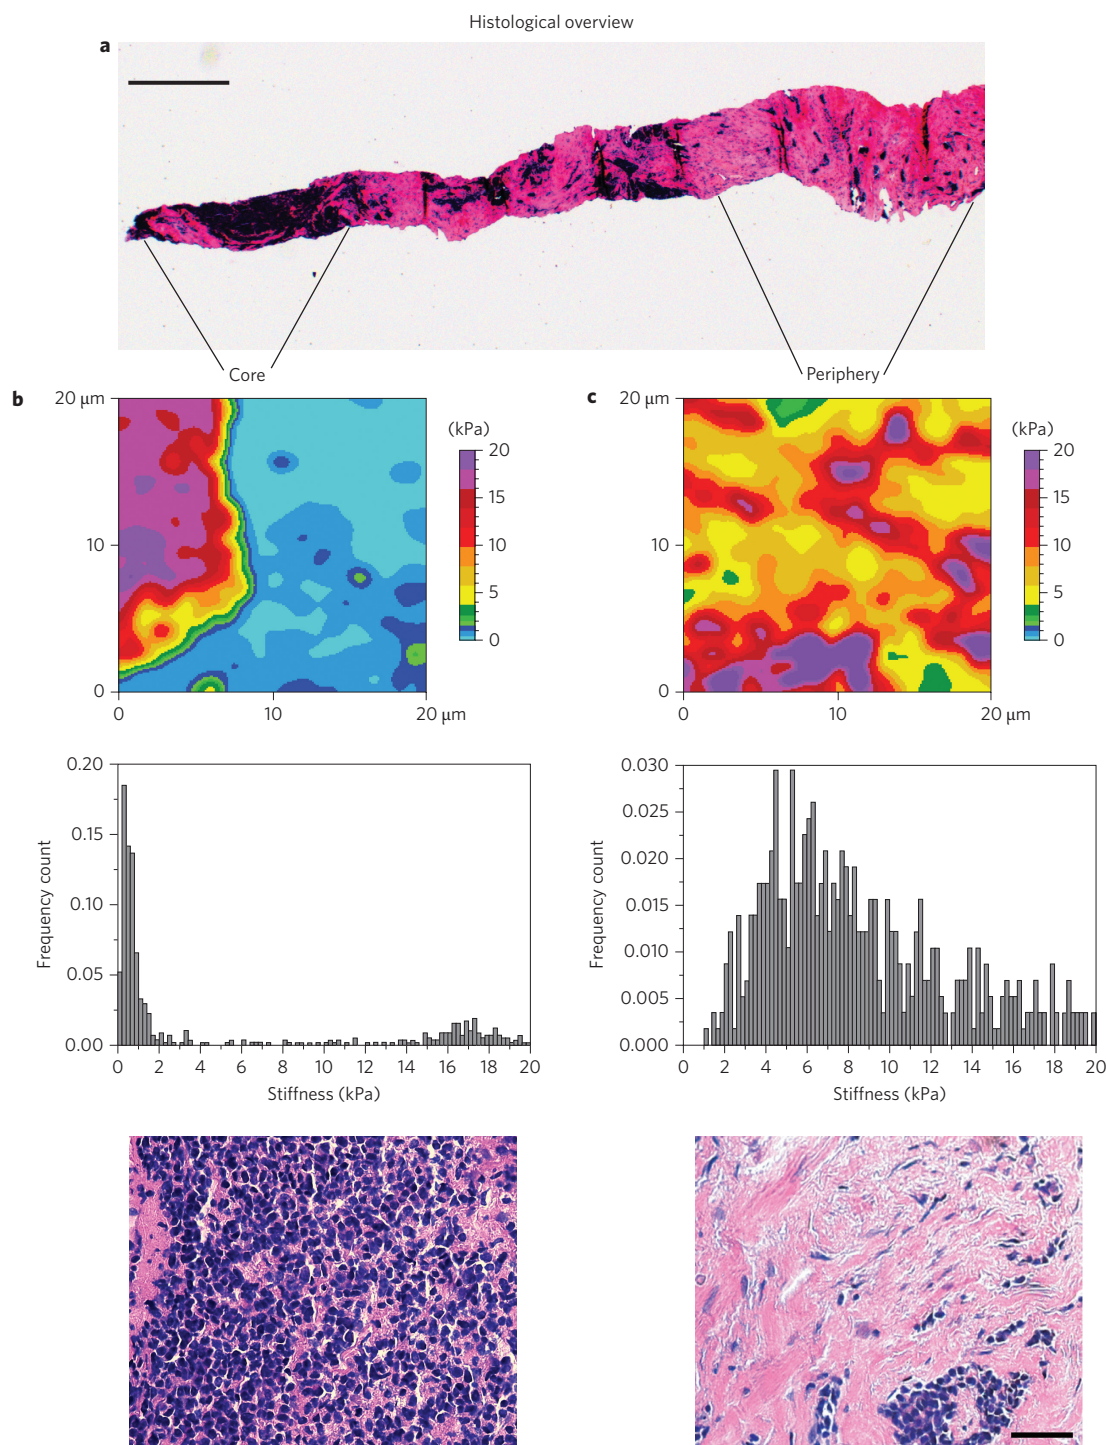 Histological overview
a
Core
Periphery
b
20 µm
10
0
0
10
20 µm
(kPa)
20
15
10
5
0
c
20 µm
10
0
0
10
20 µm
(kPa)
20
15
10
5
0
Frequency count
0.20
0.15
0.10
0.05
0.00
0 2 4 6 8 10 12 14 16 18 20
Stiffness (kPa)
Frequency count
0.030
0.025
0.020
0.015
0.010
0.005
0.000
0 2 4 6 8 10 12 14 16 18 20
Stiffness (kPa)